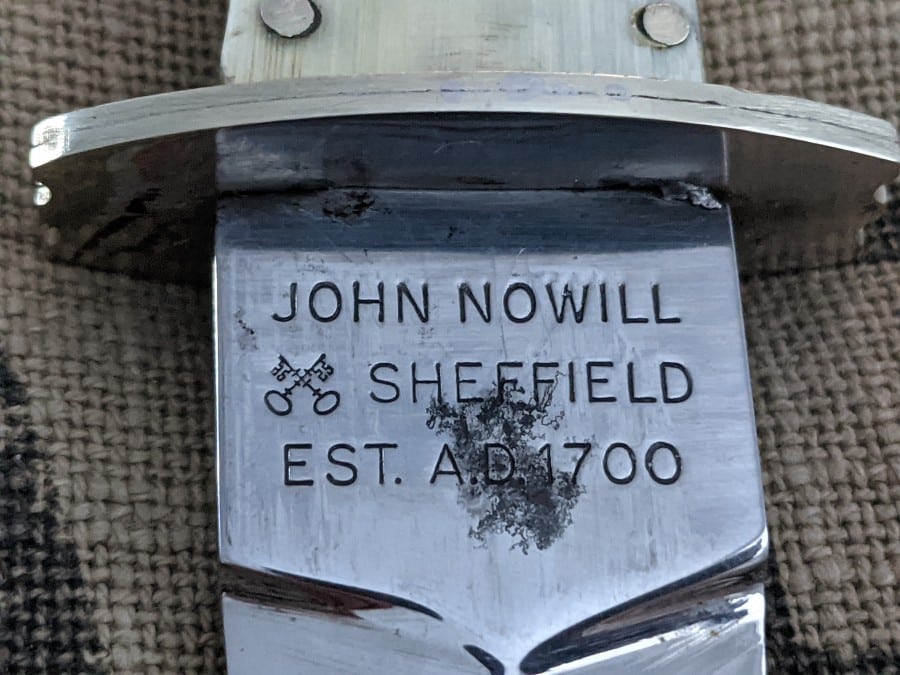 JOHN NOWILL
SHEFFIELD
EST. A.D. 1700